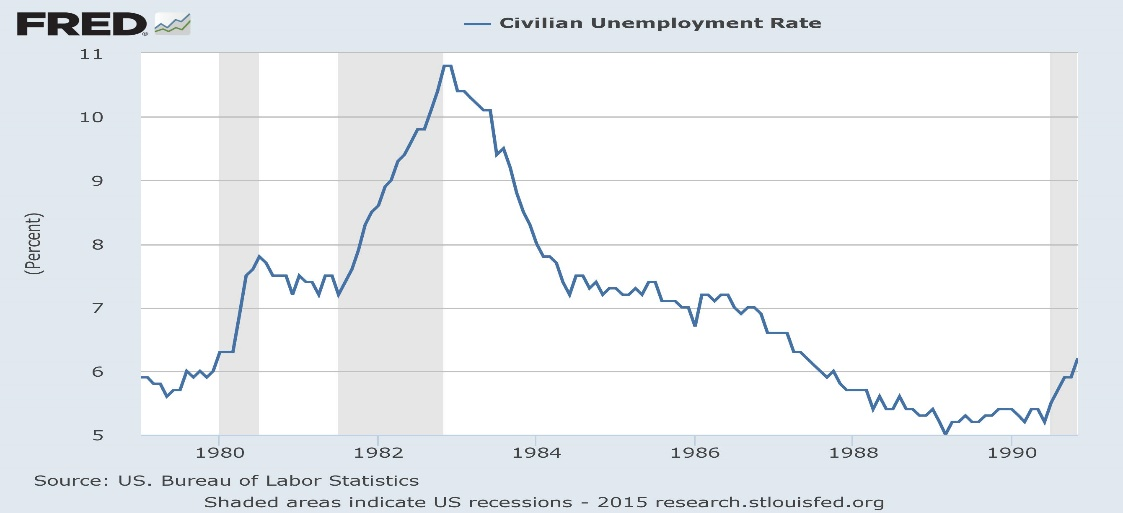 FRED®
Civilian Unemployment Rate
11
10
9
8
7
6
5
(Percent)
1980 1982 1984 1986 1988 1990
Source: US. Bureau of Labor Statistics
Shaded areas indicate US recessions - 2015 research.stlouisfed.org